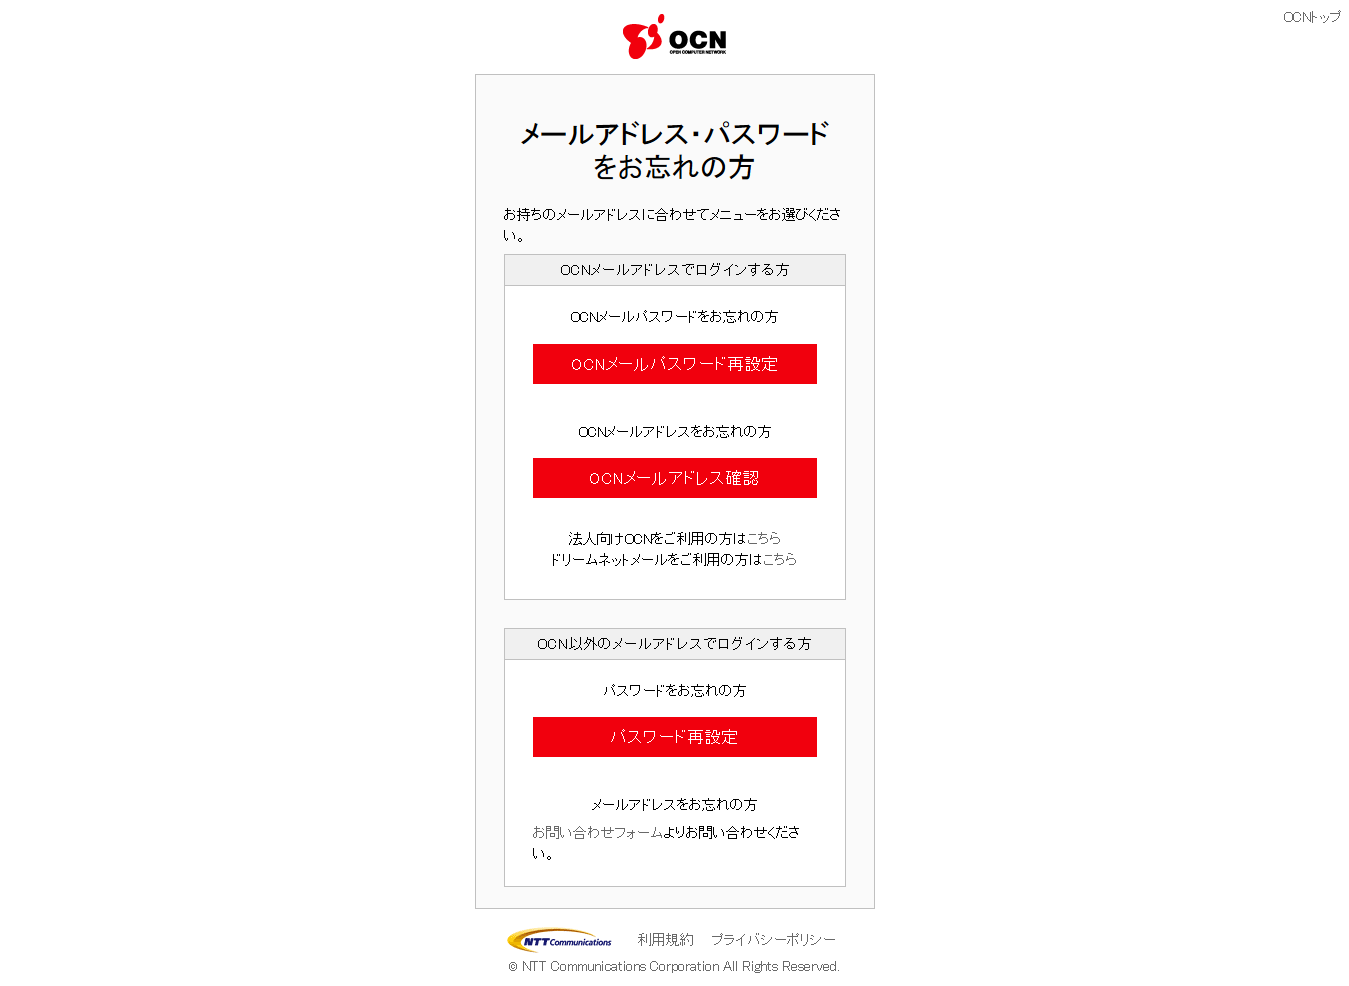 OCNトップ
OCN
OPEN COMPUTER NETWORK
メールアドレス・パスワード
をお忘れの方
お持ちのメールアドレスに合わせてメニューをお選びくださ
い。
OCNメールアドレスでログインする方
OCNメールパスワードをお忘れの方
OCNメールパスワード再設定
OCNメールアドレスをお忘れの方
OCNメールアドレス確認
法人向けOCNをご利用の方はこちら
ドリームネットメールをご利用の方はこちら
OCN以外のメールアドレスでログインする方
パスワードをお忘れの方
パスワード再設定
メールアドレスをお忘れの方
お問い合わせフォームよりお問い合わせくださ
い。
NTT Communications 利用規約 プライバシーポリシー
© NTT Communications Corporation All Rights Reserved.